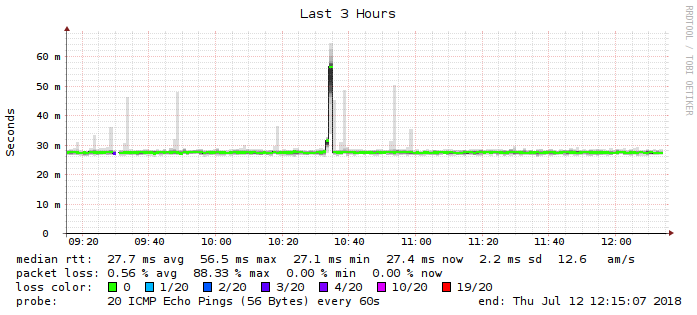 Last 3 Hours
RRDTOOL / TOBI OETIKER
Seconds
60 m
50 m
40 m
30 m
20 m
10 m
0
09:20 09:40 10:00 10:20 10:40 11:00 11:20 11:40 12:00
median rtt: 27.7 ms avg 56.5 ms max 27.1 ms min 27.4 ms now 2.2 ms sd 12.6 am/s
packet loss: 0.56 % avg 88.33 % max 0.00 % min 0.00 % now
loss color: 0 1/20 2/20 3/20 4/20 10/20 19/20
probe: 20 ICMP Echo Pings (56 Bytes) every 60s end: Thu Jul 12 12:15:07 2018